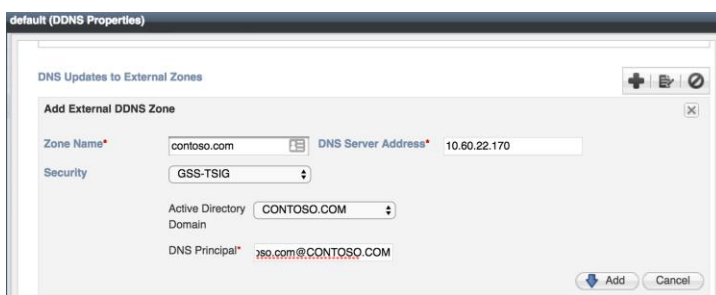 default (DDNS Properties)
DNS Updates to External Zones
Add External DDNS Zone
Zone Name* contoso.com DNS Server Address* 10.60.22.170
Security GSS-TSIG
Active Directory Domain CONTOSO.COM
DNS Principal* oso.com@CONTOSO.COM
Add Cancel